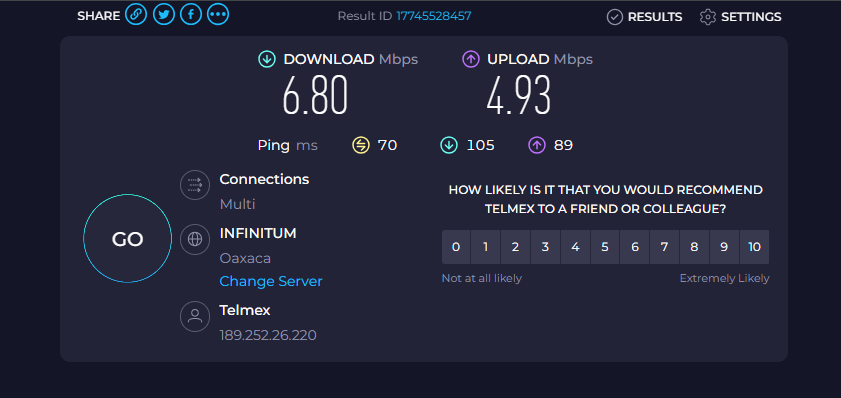 SHARE
Result ID 17745528457
RESULTS
SETTINGS
DOWNLOAD Mbps
6.80
UPLOAD Mbps
4.93
Ping ms
70
105
89
GO
Connections
Multi
INFINITUM
Oaxaca
Change Server
Telmex
189.252.26.220
HOW LIKELY IS IT THAT YOU WOULD RECOMMEND
TELMEX TO A FRIEND OR COLLEAGUE?
0 1 2 3 4 5 6 7 8 9 10
Not at all likely
Extremely Likely